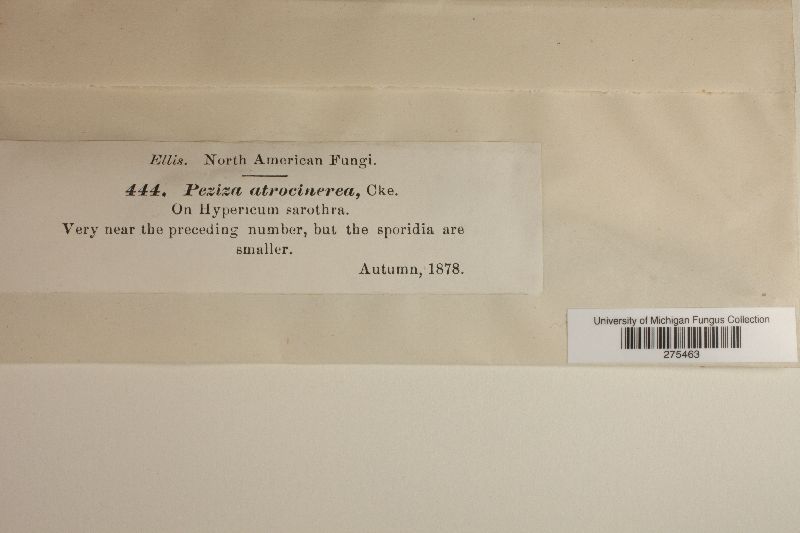 Ellis. North American Fungi.
444. Peziza atrocinerea, Cke.
On Hypericum sarothra.
Very near the preceding number, but the sporidia are
smaller.
Autumn, 1878.
University of Michigan Fungus Collection
275463